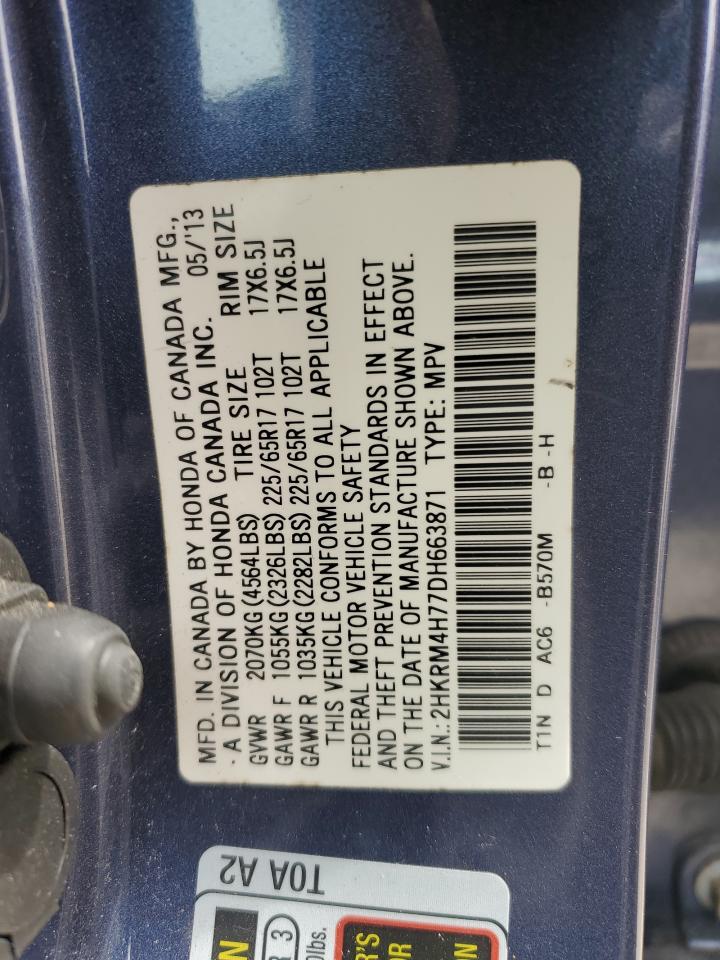 MFD. IN CANADA BY HONDA OF CANADA MFG.,
- A DIVISION OF HONDA CANADA INC. 05/'13
GVWR 2070KG(4564LBS) TIRE SIZE RIM SIZE
GAWR F 1055KG(2326LBS) 225/65R17 102T 17X6.5J
GAWR R 1035KG(2282LBS) 225/65R17 102T 17X6.5J
THIS VEHICLE CONFORMS TO ALL APPLICABLE
FEDERAL MOTOR VEHICLE SAFETY
AND THEFT PREVENTION STANDARDS IN EFFECT
ON THE DATE OF MANUFACTURE SHOWN ABOVE.
V.I.N.: 2HKRM4H77DH663871 TYPE: MPV
T1N D AC6 -B570M -B -H
T0A A2
3
lbs.